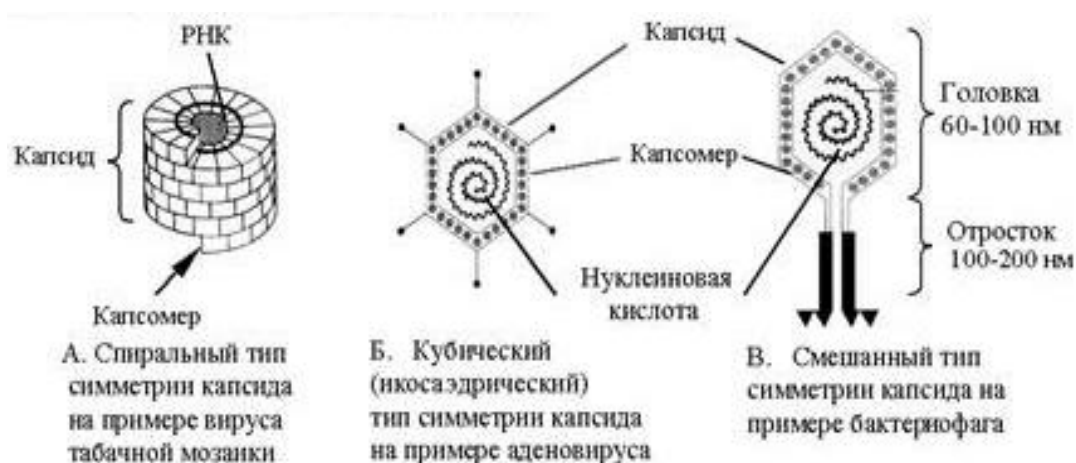 РНК
Капсид
Капсомер
А. Спиральный тип
симметрии капсида
на примере вируса
табачной мозаики
Капсид
Капсомер
Нуклеиновая
кислота
Б. Кубический
(икосаэдрический)
тип симметрии капсида
на примере аденовируса
Головка
60-100 нм
Отросток
100-200 нм
В. Смешанный тип
симметрии капсида на
примере бактериофага